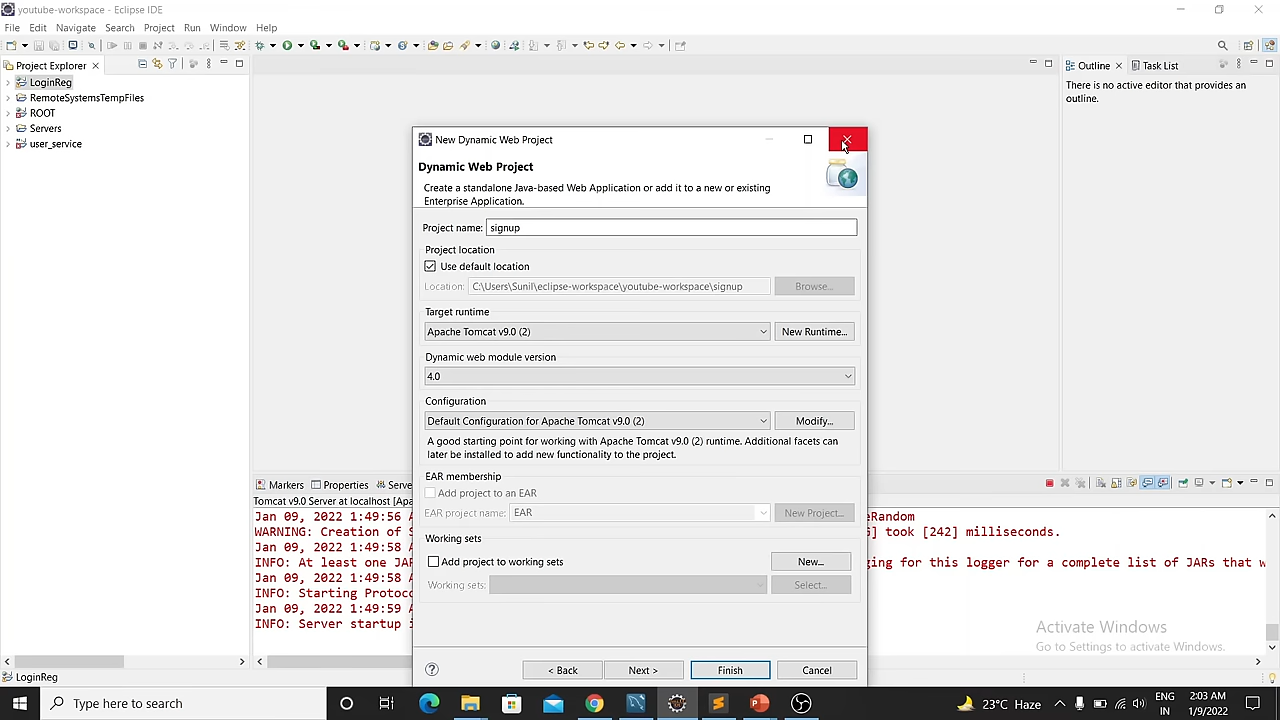 youtube-workspace - Eclipse IDE
File Edit Navigate Search Project Run Window Help
Project Explorer
LoginReg
RemoteSystemsTempFiles
ROOT
Servers
user_service
Outline Task List
There is no active editor that provides an
outline.
New Dynamic Web Project
Dynamic Web Project
Create a standalone Java-based Web Application or add it to a new or existing
Enterprise Application.
Project name: signup
Project location
Use default location
Location: C:\Users\Sunil\eclipse-workspace\youtube-workspace\signup Browse...
Target runtime
Apache Tomcat v9.0 (2) New Runtime...
Dynamic web module version
4.0
Configuration
Default Configuration for Apache Tomcat v9.0 (2) Modify...
A good starting point for working with Apache Tomcat v9.0 (2) runtime. Additional facets can
later be installed to add new functionality to the project.
EAR membership
Add project to an EAR
EAR project name: EAR New Project...
Working sets
Add project to working sets New...
Working sets: Select...
< Back Next > Finish Cancel
Markers Properties Serve
Tomcat v9.0 Server at localhost [Apa
Jan 09, 2022 1:49:56 eRandom
WARNING: Creation of S ] took [242] milliseconds.
Jan 09, 2022 1:49:58
INFO: At least one JAR ging for this logger for a complete list of JARs that w
Jan 09, 2022 1:49:58
INFO: Starting Protoc
Jan 09, 2022 1:49:59
INFO: Server startup i
Activate Windows
Go to Settings to activate Windows.
LoginReg
Type here to search
23°C Haze
ENG
IN
2:03 AM
1/9/2022